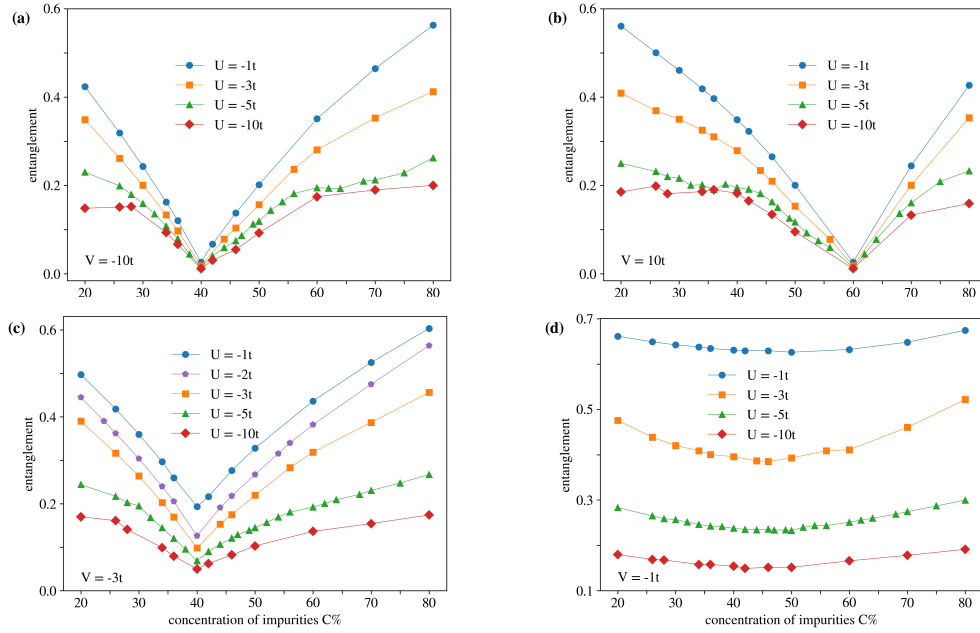 (a)
0.6
0.4
0.2
0.0
entanglement
U = -1t
U = -3t
U = -5t
U = -10t
V = -10t
20 30 40 50 60 70 80
(b)
0.6
0.4
0.2
0.0
entanglement
U = -1t
U = -3t
U = -5t
U = -10t
V = 10t
20 30 40 50 60 70 80
(c)
0.6
0.4
0.2
0.0
entanglement
U = -1t
U = -2t
U = -3t
U = -5t
U = -10t
V = -3t
20 30 40 50 60 70 80
concentration of impurities C%
(d)
0.7
0.5
0.3
0.1
entanglement
U = -1t
U = -3t
U = -5t
U = -10t
V = -1t
20 30 40 50 60 70 80
concentration of impurities C%